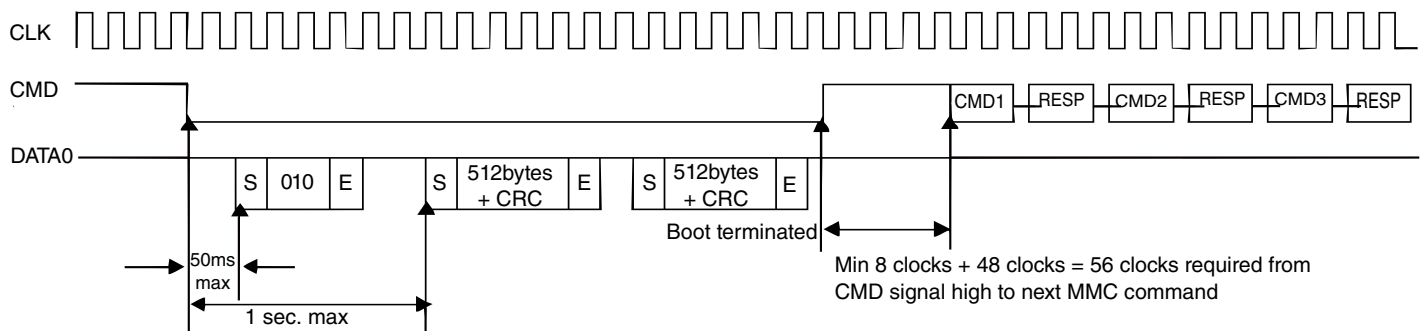 CLK
CMD
CMD1 RESP CMD2 RESP CMD3 RESP
DATA0
S 010 E S 512bytes + CRC E S 512bytes + CRC E
Boot terminated
50ms max
1 sec. max
Min 8 clocks + 48 clocks = 56 clocks required from
CMD signal high to next MMC command